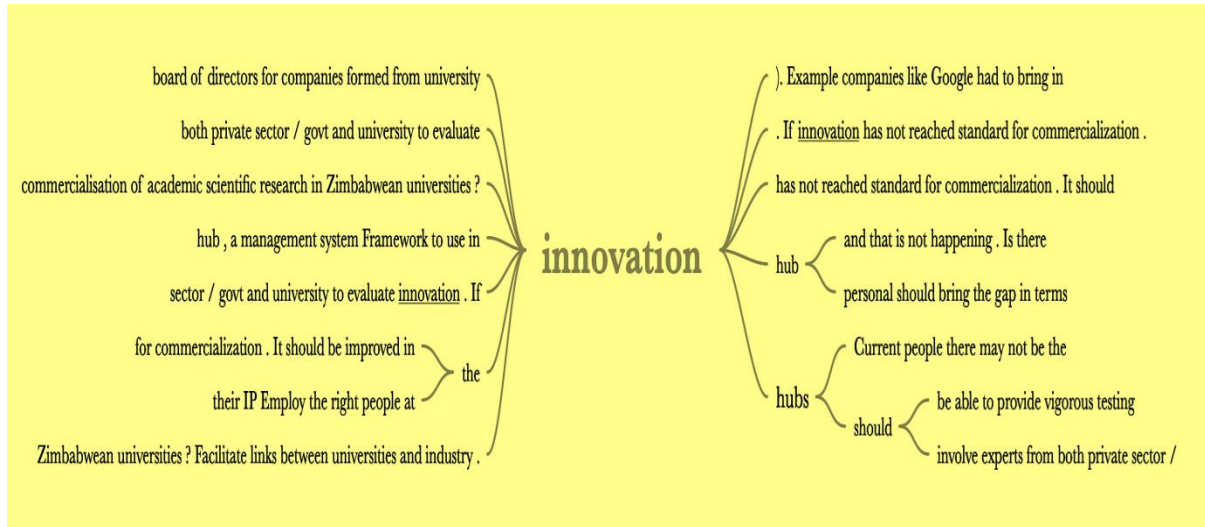 board of directors for companies formed from university
both private sector / govt and university to evaluate
commercialisation of academic scientific research in Zimbabwean universities ?
hub , a management system Framework to use in
sector / govt and university to evaluate innovation . If
for commercialization . It should be improved in
the
their IP Employ the right people at
Zimbabwean universities ? Facilitate links between universities and industry .
innovation
). Example companies like Google had to bring in
. If innovation has not reached standard for commercialization .
has not reached standard for commercialization . It should
hub
and that is not happening . Is there
personal should bring the gap in terms
hubs
Current people there may not be the
should
be able to provide vigorous testing
involve experts from both private sector /